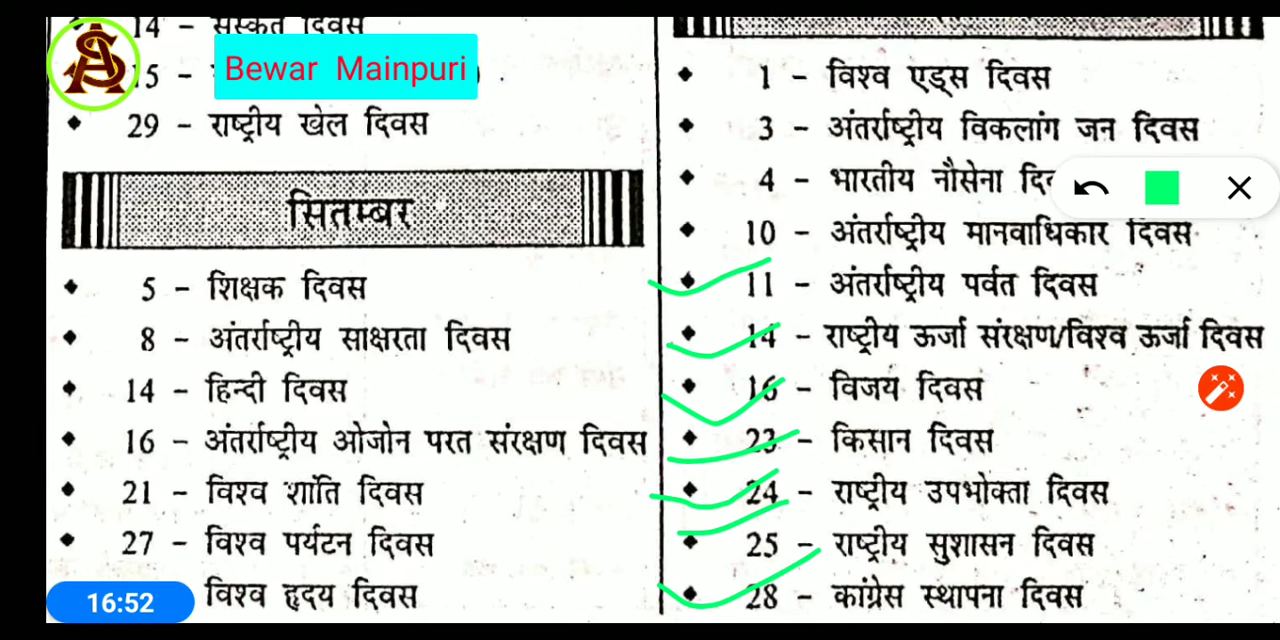 14 - संस्कृत दिवस
15 -
Bewar Mainpuri
29 - राष्ट्रीय खेल दिवस
सितम्बर
5 - शिक्षक दिवस
8 - अंतर्राष्ट्रीय साक्षरता दिवस
14 - हिन्दी दिवस
16 - अंतर्राष्ट्रीय ओजोन परत संरक्षण दिवस
21 - विश्व शांति दिवस
27 - विश्व पर्यटन दिवस
विश्व हृदय दिवस
16:52
1 - विश्व एड्स दिवस
3 - अंतर्राष्ट्रीय विकलांग जन दिवस
4 - भारतीय नौसेना
10 - अंतर्राष्ट्रीय मानवाधिकार दिवस
11 - अंतर्राष्ट्रीय पर्वत दिवस
14 - राष्ट्रीय ऊर्जा संरक्षण/विश्व ऊर्जा दिवस
16 - विजय दिवस
23 - किसान दिवस
24 - राष्ट्रीय उपभोक्ता दिवस
25 - राष्ट्रीय सुशासन दिवस
28 - कांग्रेस स्थापना दिवस